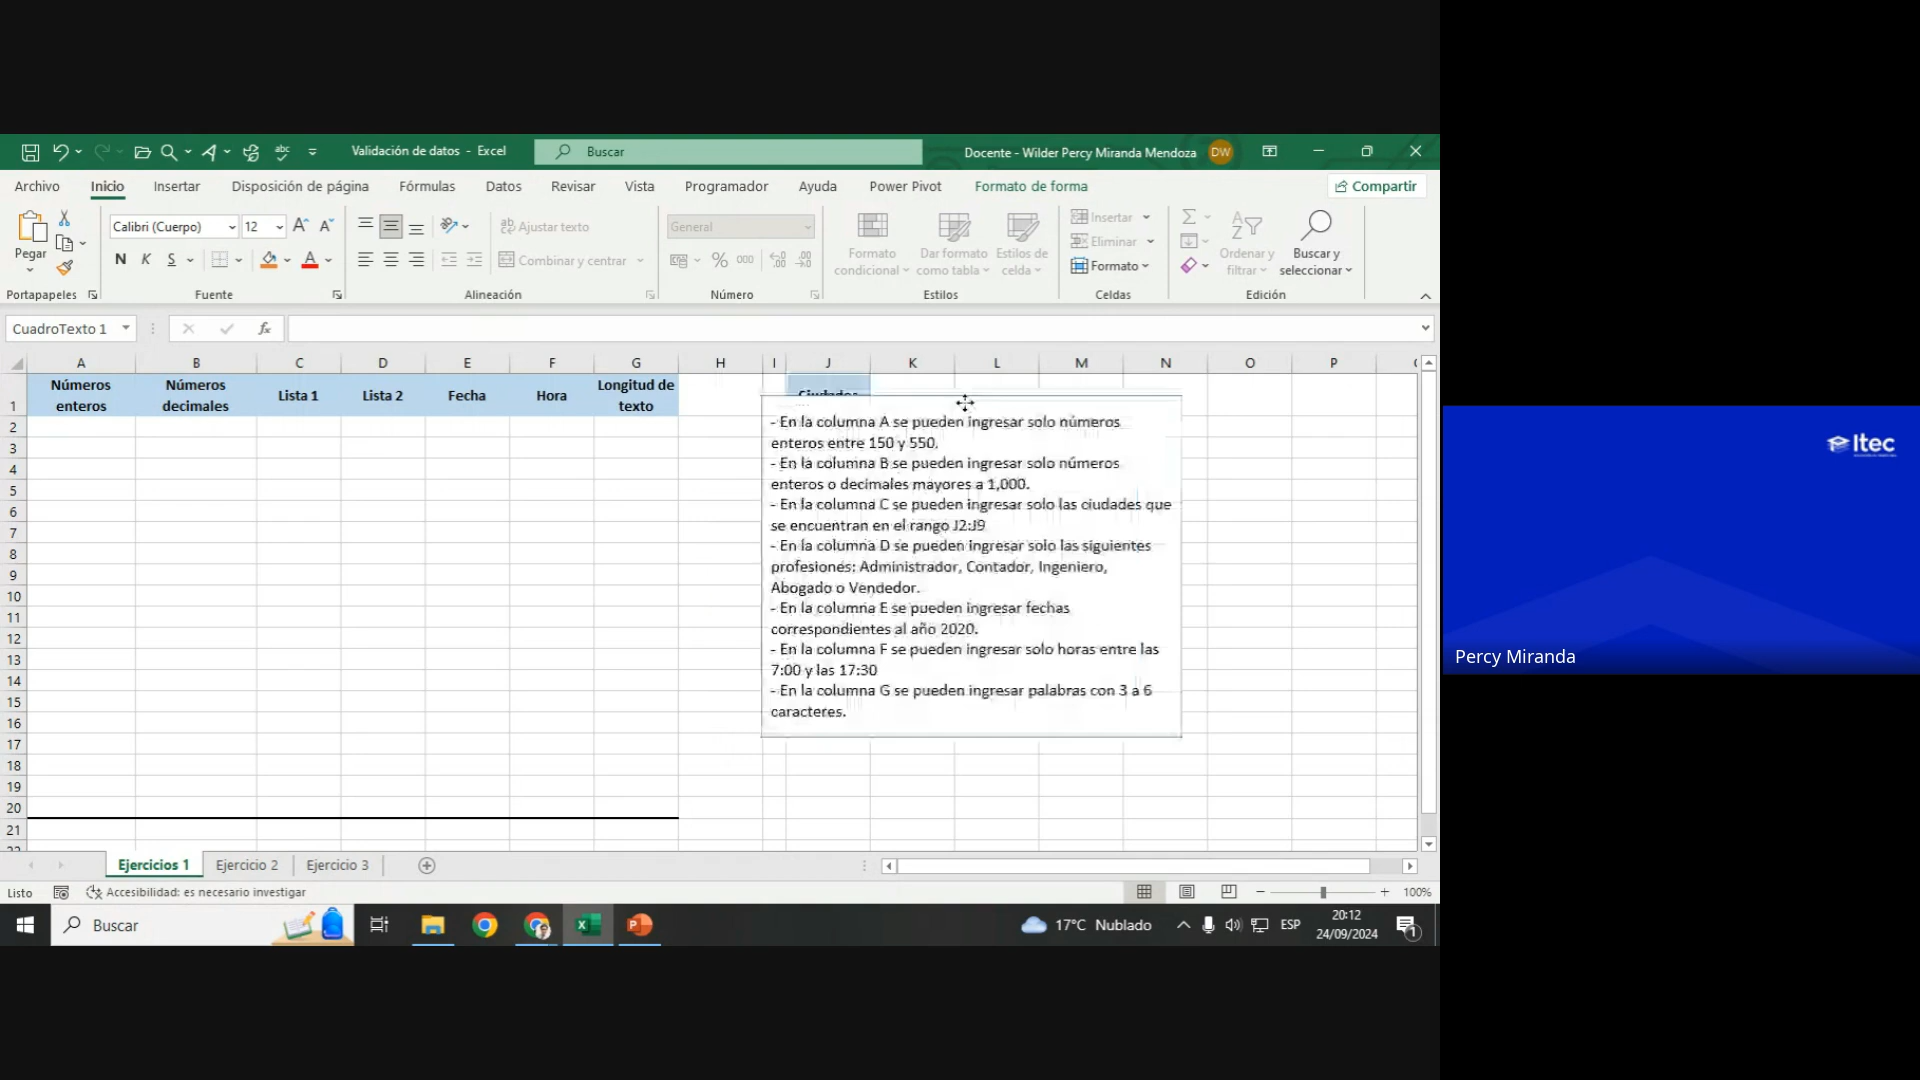 Validación de datos - Excel
Buscar
Docente - Wilder Percy Miranda Mendoza
DW
Archivo
Inicio
Insertar
Disposición de página
Fórmulas
Datos
Revisar
Vista
Programador
Ayuda
Power Pivot
Formato de forma
Compartir
Pegar
Calibri (Cuerpo)
12
N K S
Ajustar texto
Combinar y centrar
General
% 000
Formato
condicional
Dar formato
como tabla
Estilos de
celda
Insertar
Eliminar
Formato
Ordenar y
filtrar
Buscar y
seleccionar
Portapapeles
Fuente
Alineación
Número
Estilos
Celdas
Edición
CuadroTexto 1
fx
A B C D E F G H I J K L M N O P
Números
enteros
Números
decimales
Lista 1
Lista 2
Fecha
Hora
Longitud de
texto
1
2
3
4
5
6
7
8
9
10
11
12
13
14
15
16
17
18
19
20
21
- En la columna A se pueden ingresar solo números
enteros entre 150 y 550.
- En la columna B se pueden ingresar solo números
enteros o decimales mayores a 1,000.
- En la columna C se pueden ingresar solo las ciudades que
se encuentran en el rango J2:J9
- En la columna D se pueden ingresar solo las siguientes
profesiones: Administrador, Contador, Ingeniero,
Abogado o Vendedor.
- En la columna E se pueden ingresar fechas
correspondientes al año 2020.
- En la columna F se pueden ingresar solo horas entre las
7:00 y las 17:30
- En la columna G se pueden ingresar palabras con 3 a 6
caracteres.
Ejercicios 1
Ejercicio 2
Ejercicio 3
Listo
Accesibilidad: es necesario investigar
100%
Buscar
17°C Nublado
ESP
20:12
24/09/2024
1
Itec
Percy Miranda